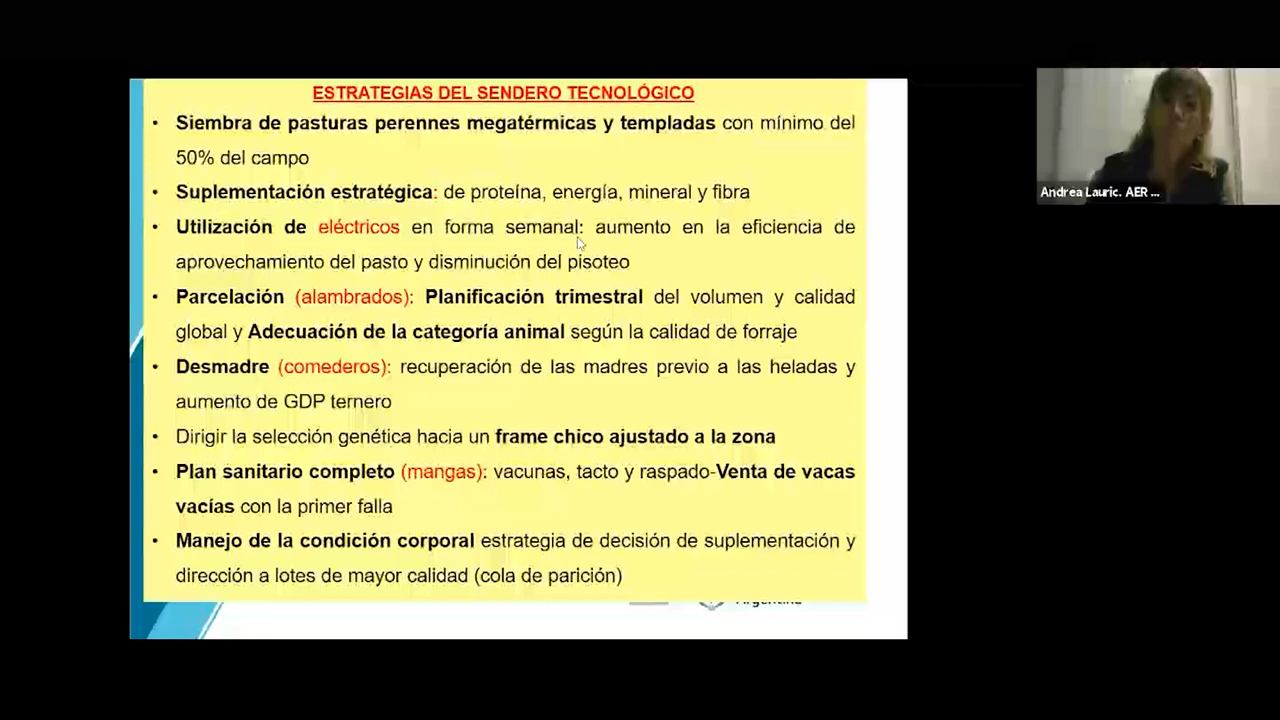 ESTRATEGIAS DEL SENDERO TECNOLÓGICO
• Siembra de pasturas perennes megatérmicas y templadas con mínimo del
50% del campo
• Suplementación estratégica: de proteína, energía, mineral y fibra
• Utilización de eléctricos en forma semanal: aumento en la eficiencia de
aprovechamiento del pasto y disminución del pisoteo
• Parcelación (alambrados): Planificación trimestral del volumen y calidad
global y Adecuación de la categoría animal según la calidad de forraje
• Desmadre (comederos): recuperación de las madres previo a las heladas y
aumento de GDP ternero
• Dirigir la selección genética hacia un frame chico ajustado a la zona
• Plan sanitario completo (mangas): vacunas, tacto y raspado-Venta de vacas
vacías con la primer falla
• Manejo de la condición corporal estrategia de decisión de suplementación y
dirección a lotes de mayor calidad (cola de parición)
Argentina
Andrea Lauric. AER ...